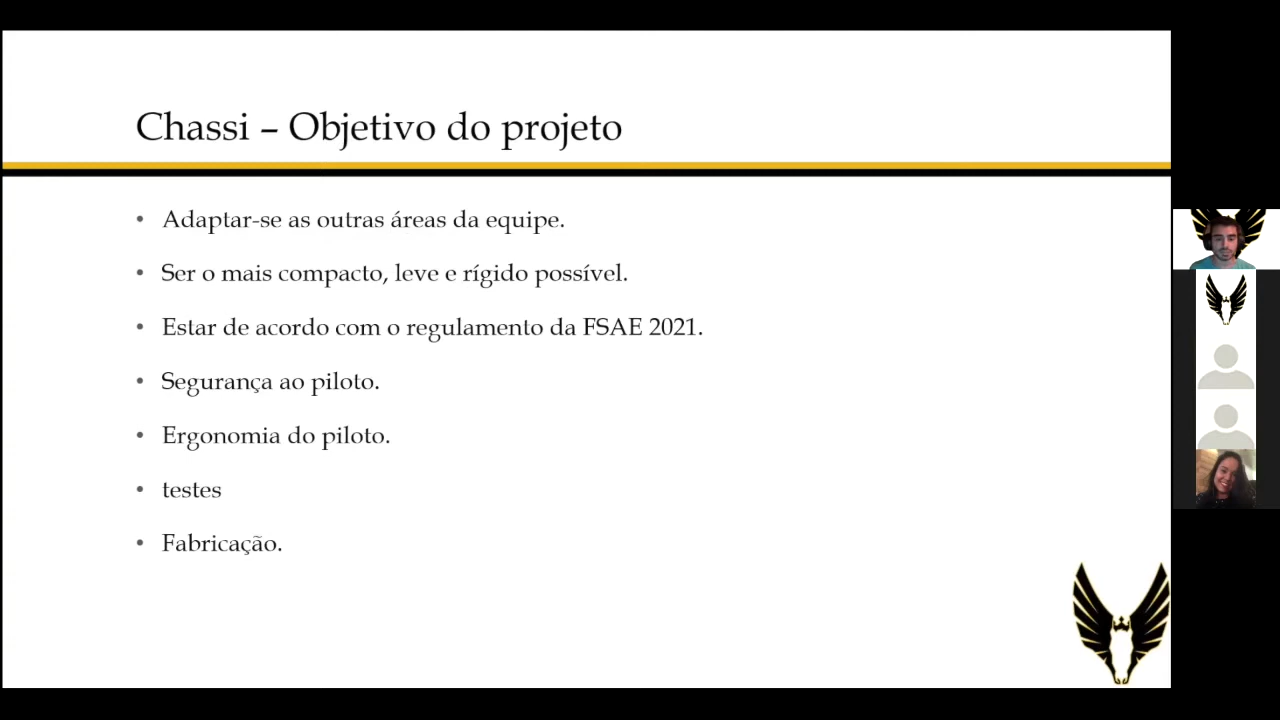 Chassi – Objetivo do projeto
• Adaptar-se as outras áreas da equipe.
• Ser o mais compacto, leve e rígido possível.
• Estar de acordo com o regulamento da FSAE 2021.
• Segurança ao piloto.
• Ergonomia do piloto.
• testes
• Fabricação.